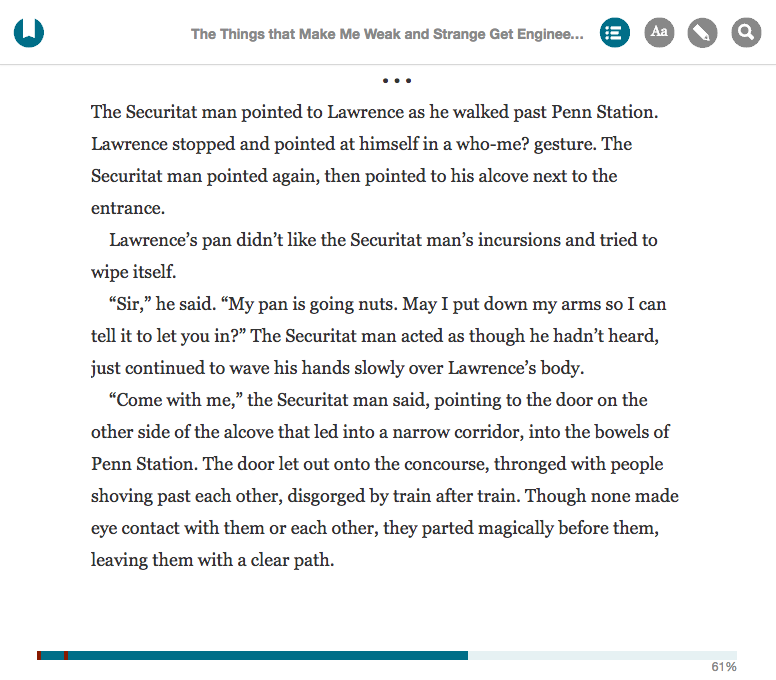 The Things that Make Me Weak and Strange Get Enginee...
Aa
• • •
The Securitat man pointed to Lawrence as he walked past Penn Station.
Lawrence stopped and pointed at himself in a who-me? gesture. The
Securitat man pointed again, then pointed to his alcove next to the
entrance.
Lawrence’s pan didn’t like the Securitat man’s incursions and tried to
wipe itself.
“Sir,” he said. “My pan is going nuts. May I put down my arms so I can
tell it to let you in?” The Securitat man acted as though he hadn’t heard,
just continued to wave his hands slowly over Lawrence’s body.
“Come with me,” the Securitat man said, pointing to the door on the
other side of the alcove that led into a narrow corridor, into the bowels of
Penn Station. The door let out onto the concourse, thronged with people
shoving past each other, disgorged by train after train. Though none made
eye contact with them or each other, they parted magically before them,
leaving them with a clear path.
61%